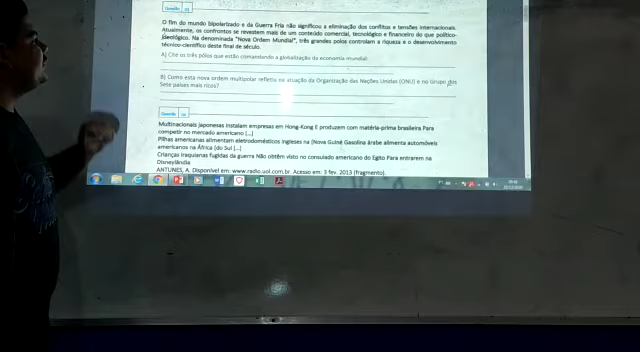 Questão 03
O fim do mundo bipolarizado e da Guerra Fria não significou a eliminação dos conflitos e tensões internacionais.
Atualmente, os confrontos se revestem mais de um conteúdo comercial, tecnológico e financeiro do que político-
ideológico. Na denominada "Nova Ordem Mundial", três grandes polos controlam a riqueza e o desenvolvimento
técnico-científico deste final de século.
A) Cite os três pólos que estão comandando a globalização da economia mundial:
B) Como esta nova ordem multipolar refletiu na atuação da Organização das Nações Unidas (ONU) e no Grupo dos
Sete países mais ricos?
Questão
Multinacionais japonesas instalam empresas em Hong-Kong E produzem com matéria-prima brasileira Para
competir no mercado americano [...]
Pilhas americanas alimentam eletrodomésticos ingleses na [Nova Guiné Gasolina árabe alimenta automóveis
americanos na África [do Sul [...]
Crianças iraquianas fugidas da guerra Não obtêm visto no consulado americano do Egito Para entrarem na
Disneylândia
ANTUNES, A. Disponível em: www.radio.uol.com.br. Acesso em: 3 fev. 2013 (fragmento).